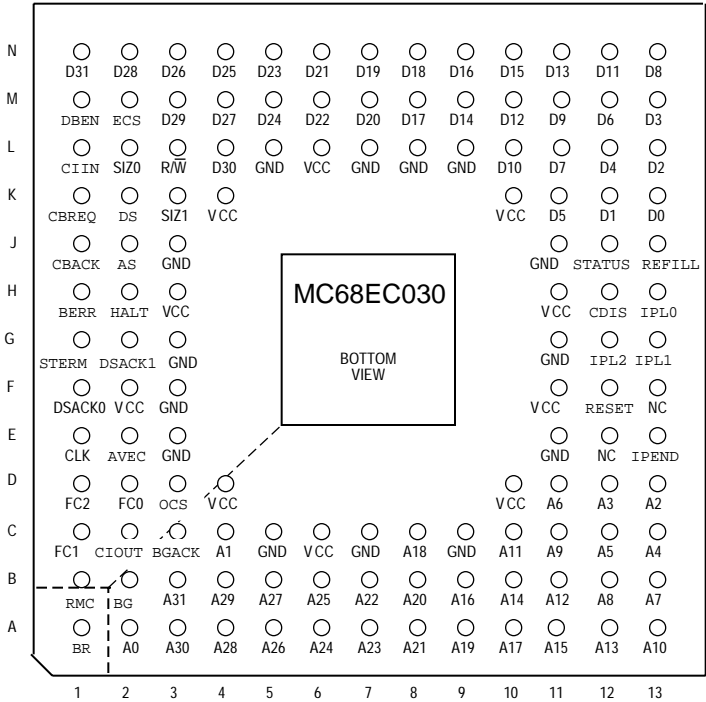 N
D31 D28 D26 D25 D23 D21 D19 D18 D16 D15 D13 D11 D8
M
DBEN ECS D29 D27 D24 D22 D20 D17 D14 D12 D9 D6 D3
L
CIIN SIZ0 R/W̅ D30 GND VCC GND GND GND D10 D7 D4 D2
K
CBREQ DS SIZ1 VCC VCC D5 D1 D0
J
CBACK AS GND GND STATUS REFILL
H
MC68EC030
BERR HALT VCC VCC CDIS IPL0
G
STERM DSACK1 GND BOTTOM GND IPL2 IPL1
VIEW
F
DSACK0 VCC GND VCC RESET NC
E
CLK AVEC GND GND NC IPEND
D
FC2 FC0 OCS VCC VCC A6 A3 A2
C
FC1 CIOUT BGACK A1 GND VCC GND A18 GND A11 A9 A5 A4
B
RMC BG A31 A29 A27 A25 A22 A20 A16 A14 A12 A8 A7
A
BR A0 A30 A28 A26 A24 A23 A21 A19 A17 A15 A13 A10
1 2 3 4 5 6 7 8 9 10 11 12 13